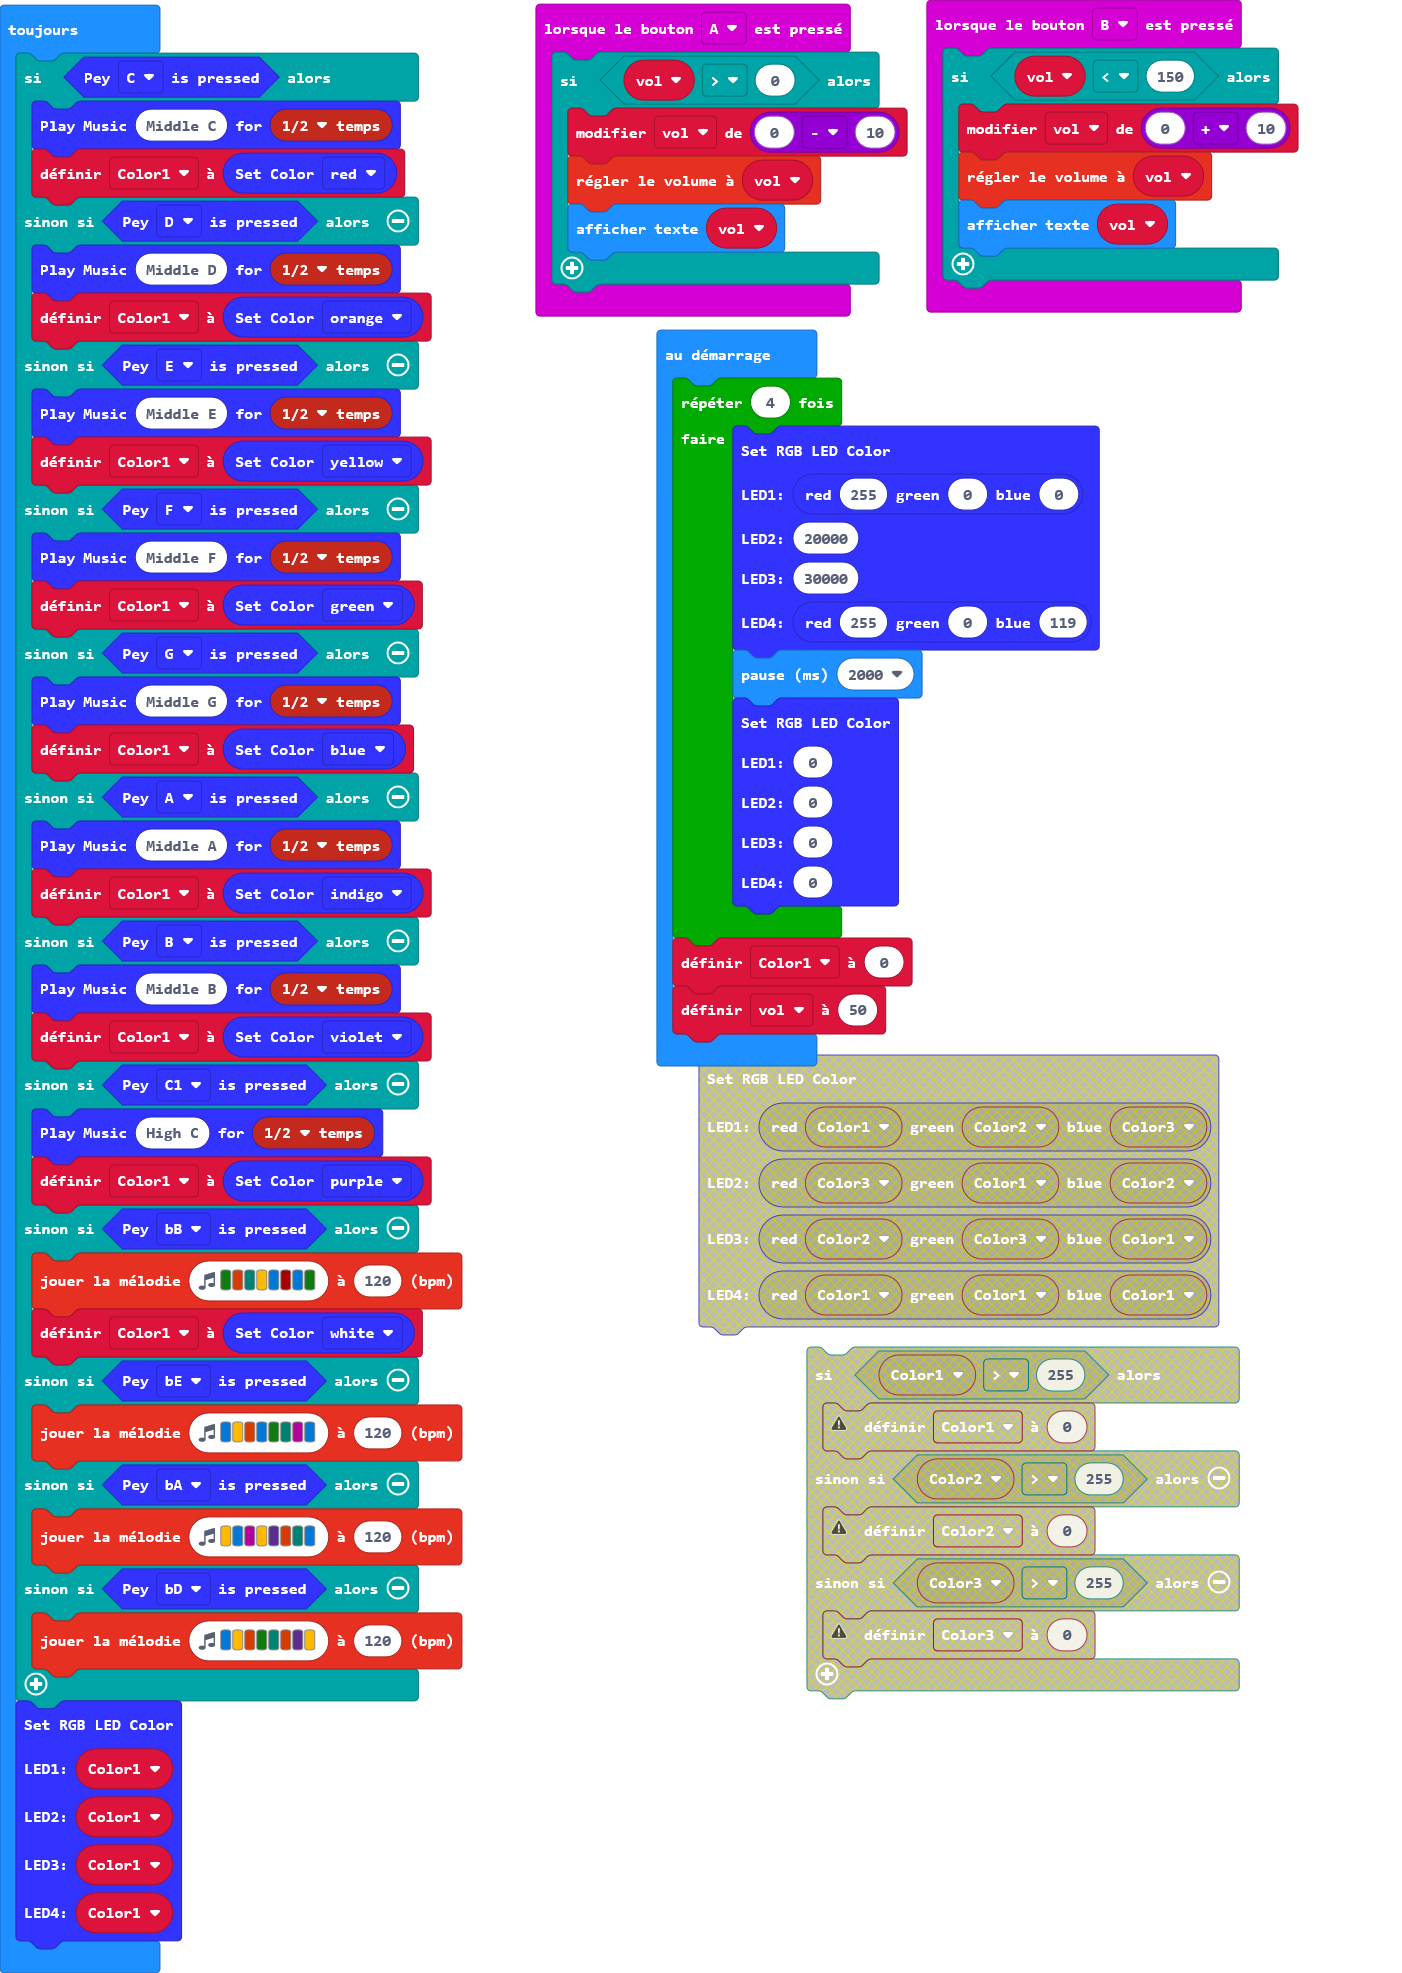 toujours
si Pey C is pressed alors
Play Music Middle C for 1/2 temps
définir Color1 à Set Color red
sinon si Pey D is pressed alors
Play Music Middle D for 1/2 temps
définir Color1 à Set Color orange
sinon si Pey E is pressed alors
Play Music Middle E for 1/2 temps
définir Color1 à Set Color yellow
sinon si Pey F is pressed alors
Play Music Middle F for 1/2 temps
définir Color1 à Set Color green
sinon si Pey G is pressed alors
Play Music Middle G for 1/2 temps
définir Color1 à Set Color blue
sinon si Pey A is pressed alors
Play Music Middle A for 1/2 temps
définir Color1 à Set Color indigo
sinon si Pey B is pressed alors
Play Music Middle B for 1/2 temps
définir Color1 à Set Color violet
sinon si Pey C1 is pressed alors
Play Music High C for 1/2 temps
définir Color1 à Set Color purple
sinon si Pey bB is pressed alors
jouer la mélodie à 120 (bpm)
définir Color1 à Set Color white
sinon si Pey bE is pressed alors
jouer la mélodie à 120 (bpm)
sinon si Pey bA is pressed alors
jouer la mélodie à 120 (bpm)
sinon si Pey bD is pressed alors
jouer la mélodie à 120 (bpm)
Set RGB LED Color
LED1: Color1
LED2: Color1
LED3: Color1
LED4: Color1
lorsque le bouton A est pressé
si vol > 0 alors
modifier vol de 0 - 10
régler le volume à vol
afficher texte vol
lorsque le bouton B est pressé
si vol < 150 alors
modifier vol de 0 + 10
régler le volume à vol
afficher texte vol
au démarrage
répéter 4 fois
faire
Set RGB LED Color
LED1: red 255 green 0 blue 0
LED2: 20000
LED3: 30000
LED4: red 255 green 0 blue 119
pause (ms) 2000
Set RGB LED Color
LED1: 0
LED2: 0
LED3: 0
LED4: 0
définir Color1 à 0
définir vol à 50
Set RGB LED Color
LED1: red Color1 green Color2 blue Color3
LED2: red Color3 green Color1 blue Color2
LED3: red Color2 green Color3 blue Color1
LED4: red Color1 green Color1 blue Color1
si Color1 > 255 alors
définir Color1 à 0
sinon si Color2 > 255 alors
définir Color2 à 0
sinon si Color3 > 255 alors
définir Color3 à 0